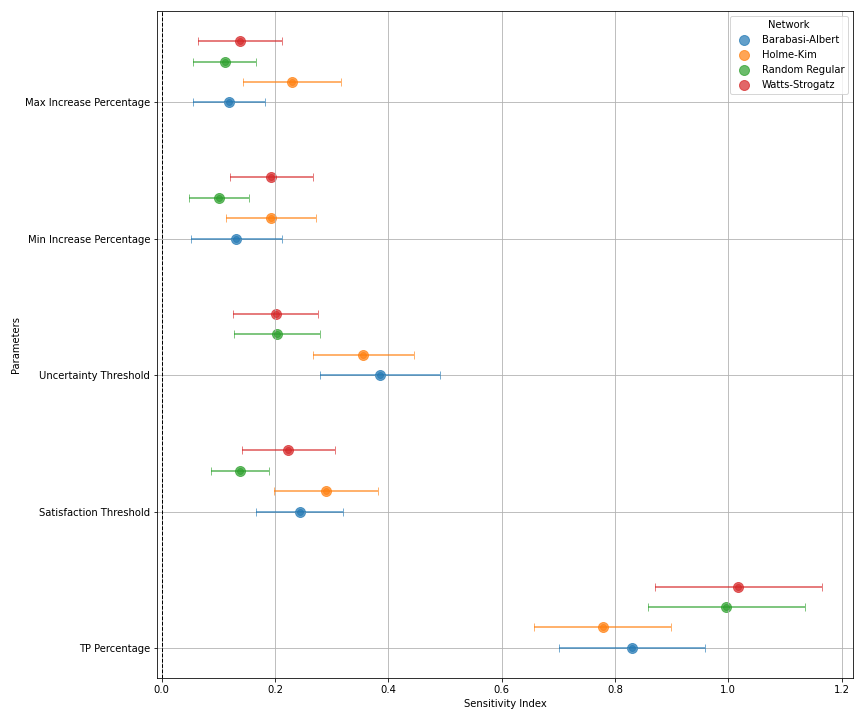 Network
Barabasi-Albert
Holme-Kim
Random Regular
Watts-Strogatz
Max Increase Percentage
Min Increase Percentage
Uncertainty Threshold
Satisfaction Threshold
TP Percentage
Parameters
0.0 0.2 0.4 0.6 0.8 1.0 1.2
Sensitivity Index